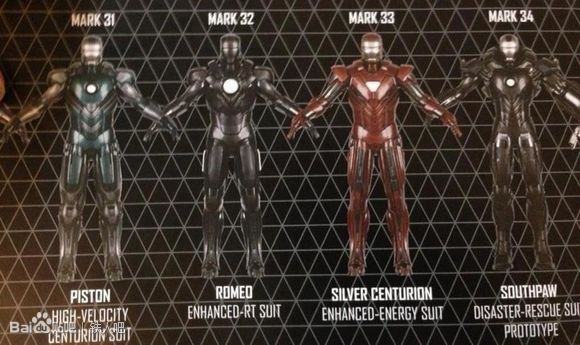 MARK 31
MARK 32
MARK 33
MARK 34
PISTON
HIGH-VELOCITY
CENTURION SUIT
ROMEO
ENHANCED-RT SUIT
SILVER CENTURION
ENHANCED-ENERGY SUIT
SOUTHPAW
DISASTER-RESCUE SUI
PROTOTYPE
Bai